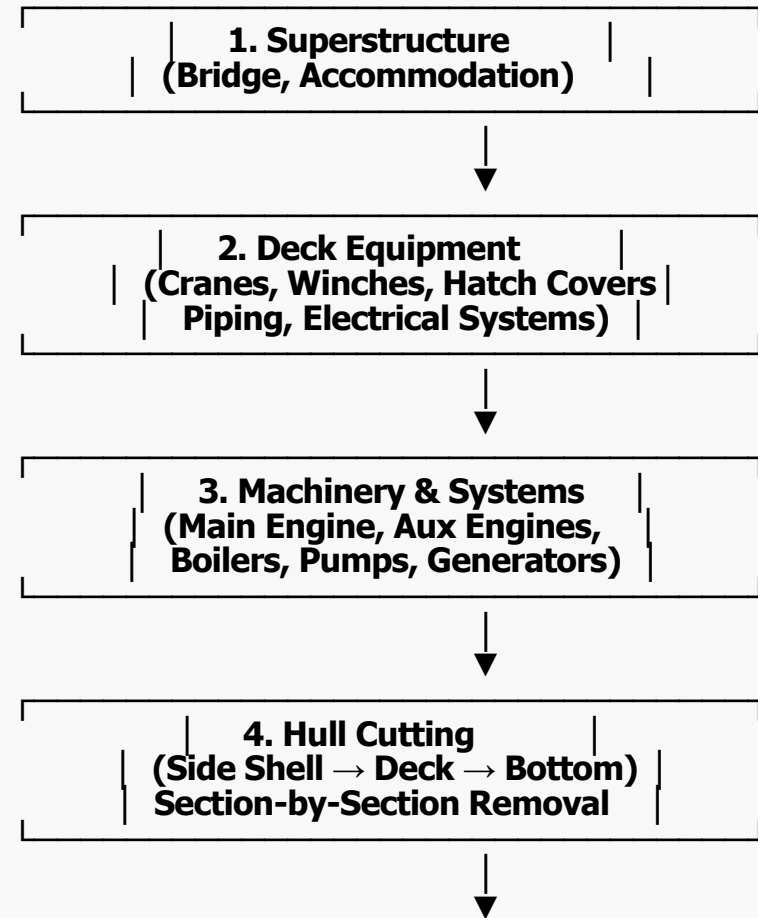 1. Superstructure
(Bridge, Accommodation)
2. Deck Equipment
(Cranes, Winches, Hatch Covers
Piping, Electrical Systems)
3. Machinery & Systems
(Main Engine, Aux Engines,
Boilers, Pumps, Generators)
4. Hull Cutting
(Side Shell → Deck → Bottom)
Section-by-Section Removal